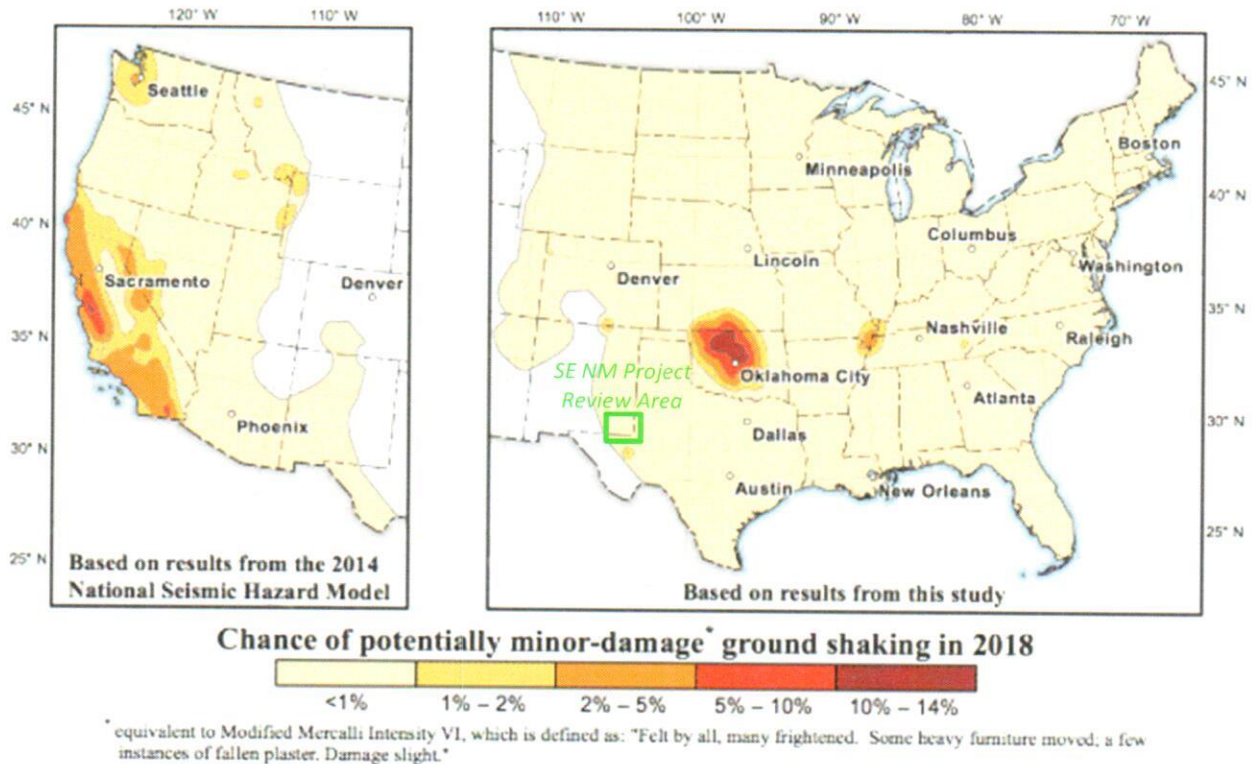 120° W 110° W
110° W 100° W 90° W 80° W 70° W
45° N
40° N
35° N
30° N
25° N
Seattle
Sacramento
Denver
Phoenix
Based on results from the 2014
National Seismic Hazard Model
45° N
40° N
35° N
30° N
25° N
Boston
Minneapolis
Columbus
Washington
Lincoln
Denver
Nashville
Raleigh
Oklahoma City
Atlanta
SE NM Project
Review Area
Dallas
Austin
New Orleans
Based on results from this study
Chance of potentially minor-damage* ground shaking in 2018
<1% 1% – 2% 2% – 5% 5% – 10% 10% – 14%
* equivalent to Modified Mercalli Intensity VI, which is defined as: "Felt by all, many frightened. Some heavy furniture moved; a few
instances of fallen plaster. Damage slight."